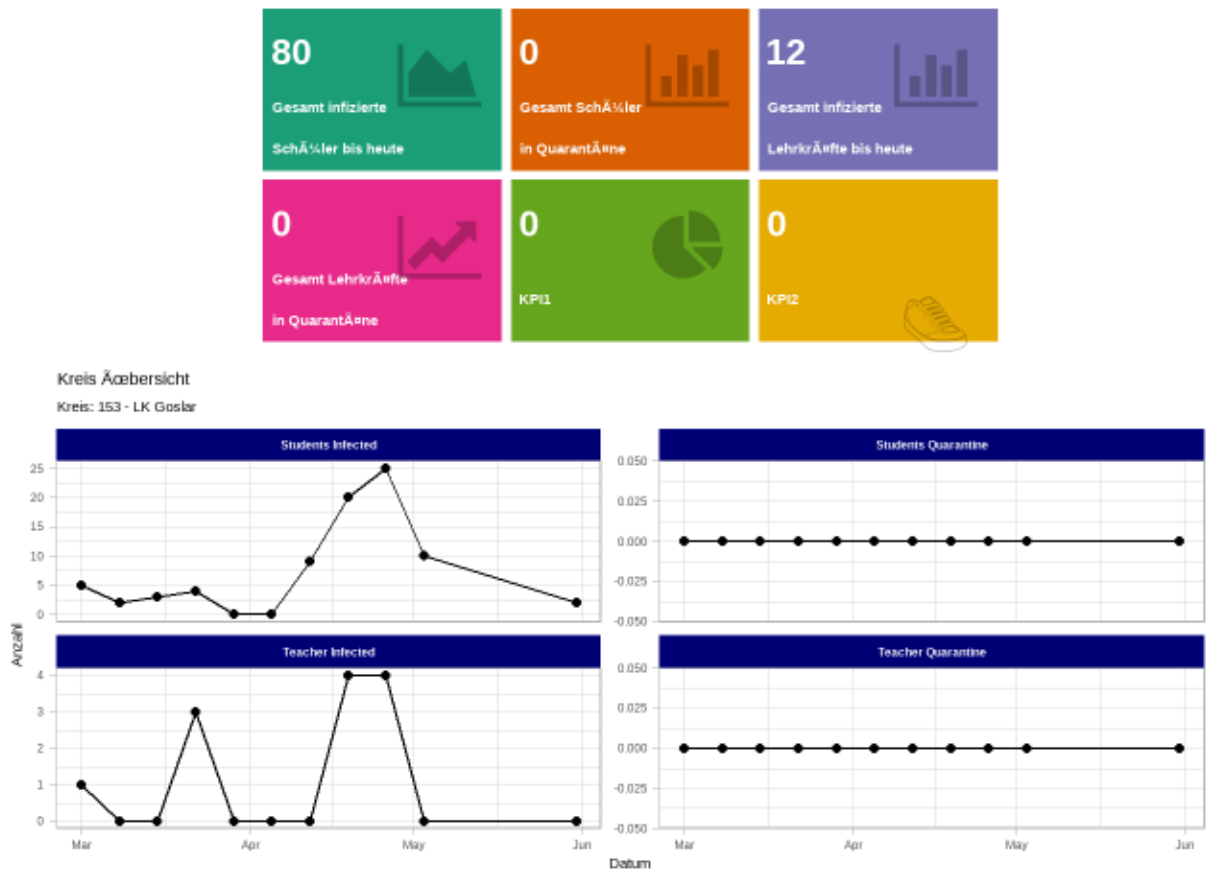 80
Gesamt infizierte
SchÃ¼ler bis heute
0
Gesamt SchÃ¼ler
in QuarantÃ¤ne
12
Gesamt infizierte
LehrkrÃ¤fte bis heute
0
Gesamt LehrkrÃ¤fte
in QuarantÃ¤ne
0
KPI1
0
KPI2
Kreis Ãœbersicht
Kreis: 153 - LK Goslar
Students Infected
25
20
15
10
5
0
Students Quarantine
0.050
0.025
0.000
-0.025
-0.050
Anzahl
Teacher Infected
4
3
2
1
0
Mar Apr May Jun
Teacher Quarantine
0.050
0.025
0.000
-0.025
-0.050
Mar Apr May Jun
Datum